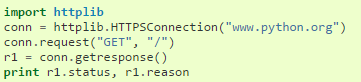 import httplib
conn = httplib.HTTPSConnection("www.python.org")
conn.request("GET", "/")
r1 = conn.getresponse()
print r1.status, r1.reason